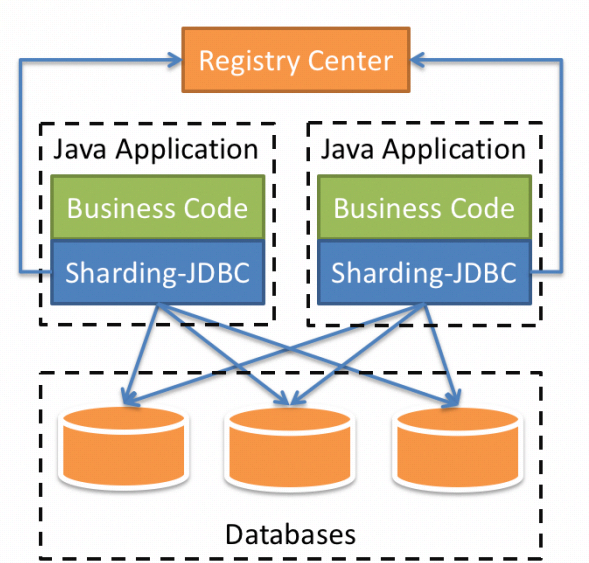 Registry Center
Java Application
Java Application
Business Code
Business Code
Sharding-JDBC
Sharding-JDBC
Databases